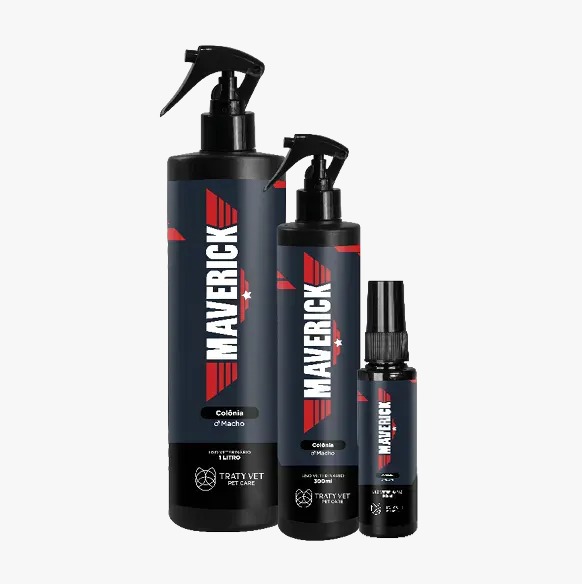 MAVERICK
Colônia
♂Macho
USO VETERINÁRIO
1 LITRO
TRATY VET
PET CARE
MAVERICK
Colônia
♂Macho
USO VETERINÁRIO
300ml
TRATY VET
PET CARE
MAVERICK